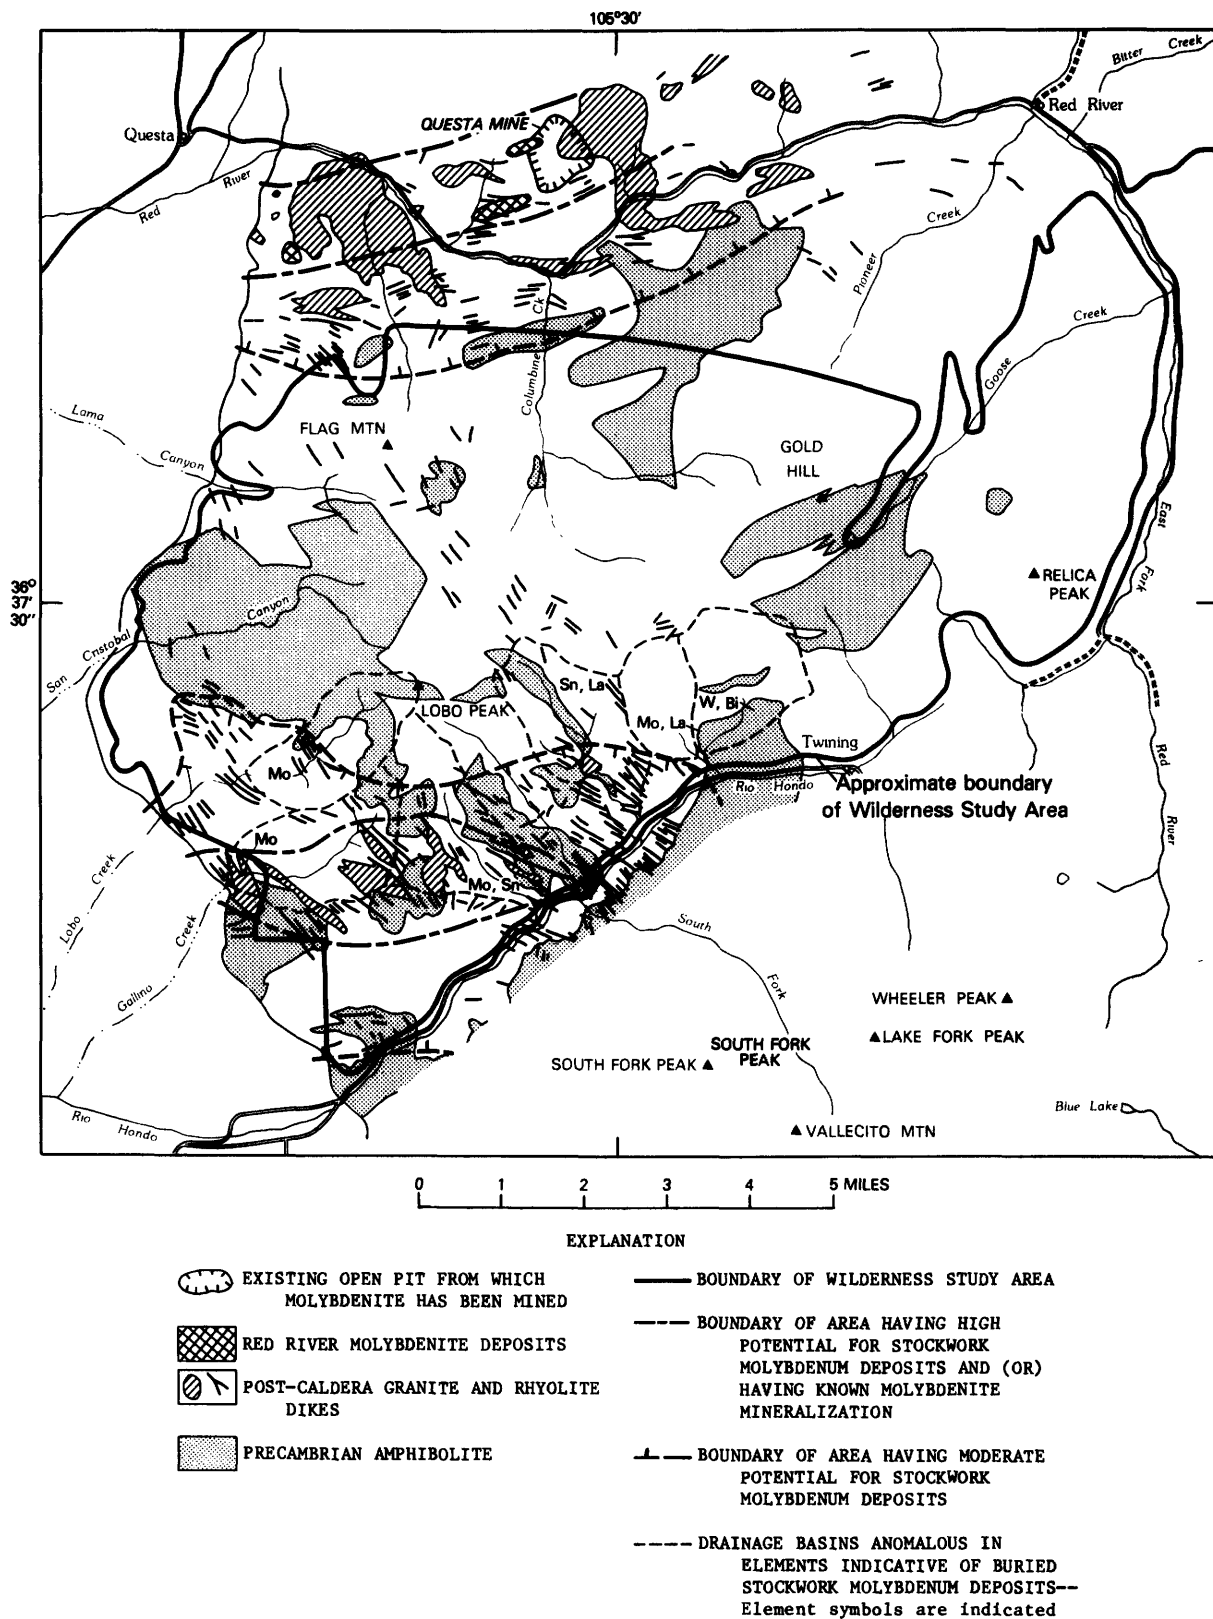 105°30'
Bitter Creek
Red River
Questa
QUESTA MINE
Red River
Creek
Pioneer
Ck
Columbine
Creek
Goose
Lama
Canyon
FLAG MTN
GOLD
HILL
East
Fork
36°
37'
30"
RELICA
PEAK
Canyon
San Cristobal
Sn, La
LOBO PEAK
W, Bi
Mo, La
Twining
Mo
Rio Hondo
Approximate boundary
of Wilderness Study Area
Red
River
Mo
Mo, Sn
Lobo Creek
Gallino Creek
South
Fork
WHEELER PEAK
LAKE FORK PEAK
SOUTH FORK
PEAK
SOUTH FORK PEAK
Blue Lake
Rio Hondo
VALLECITO MTN
0 1 2 3 4 5 MILES
EXPLANATION
EXISTING OPEN PIT FROM WHICH
MOLYBDENITE HAS BEEN MINED
RED RIVER MOLYBDENITE DEPOSITS
POST-CALDERA GRANITE AND RHYOLITE
DIKES
PRECAMBRIAN AMPHIBOLITE
BOUNDARY OF WILDERNESS STUDY AREA
BOUNDARY OF AREA HAVING HIGH
POTENTIAL FOR STOCKWORK
MOLYBDENUM DEPOSITS AND (OR)
HAVING KNOWN MOLYBDENITE
MINERALIZATION
BOUNDARY OF AREA HAVING MODERATE
POTENTIAL FOR STOCKWORK
MOLYBDENUM DEPOSITS
DRAINAGE BASINS ANOMALOUS IN
ELEMENTS INDICATIVE OF BURIED
STOCKWORK MOLYBDENUM DEPOSITS--
Element symbols are indicated